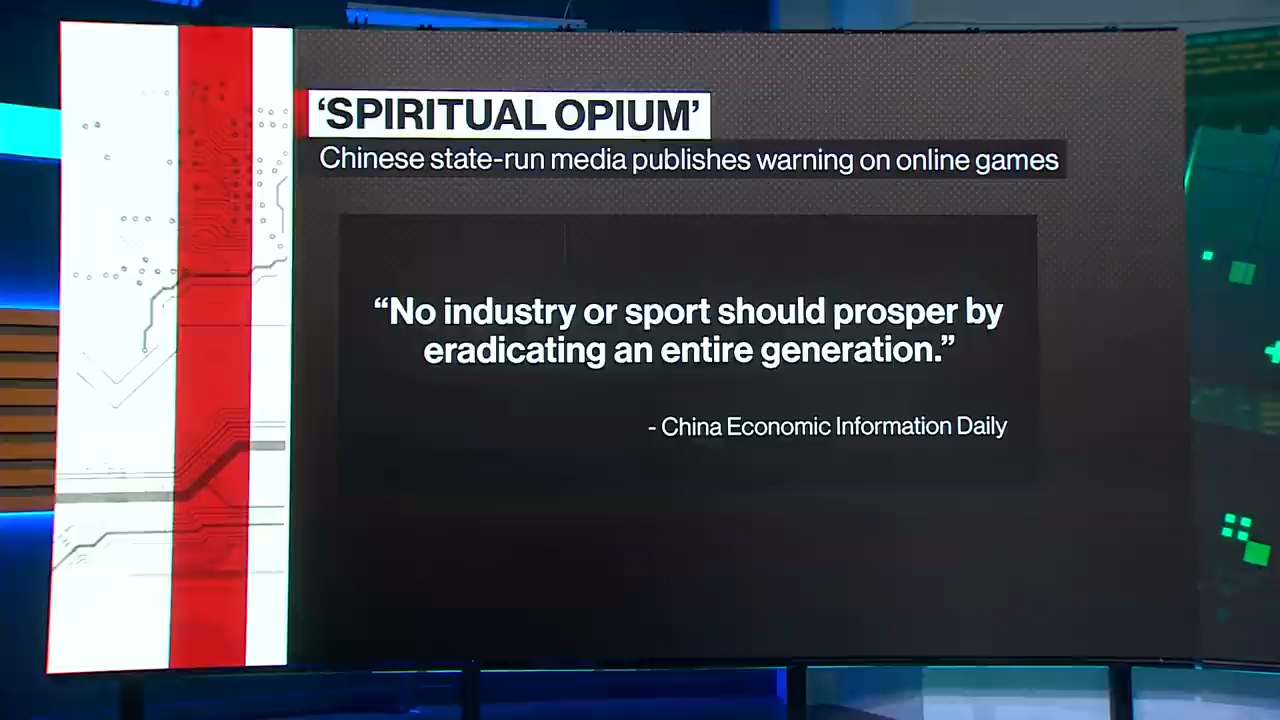 ‘SPIRITUAL OPIUM’
Chinese state-run media publishes warning on online games
“No industry or sport should prosper by
eradicating an entire generation.”
- China Economic Information Daily